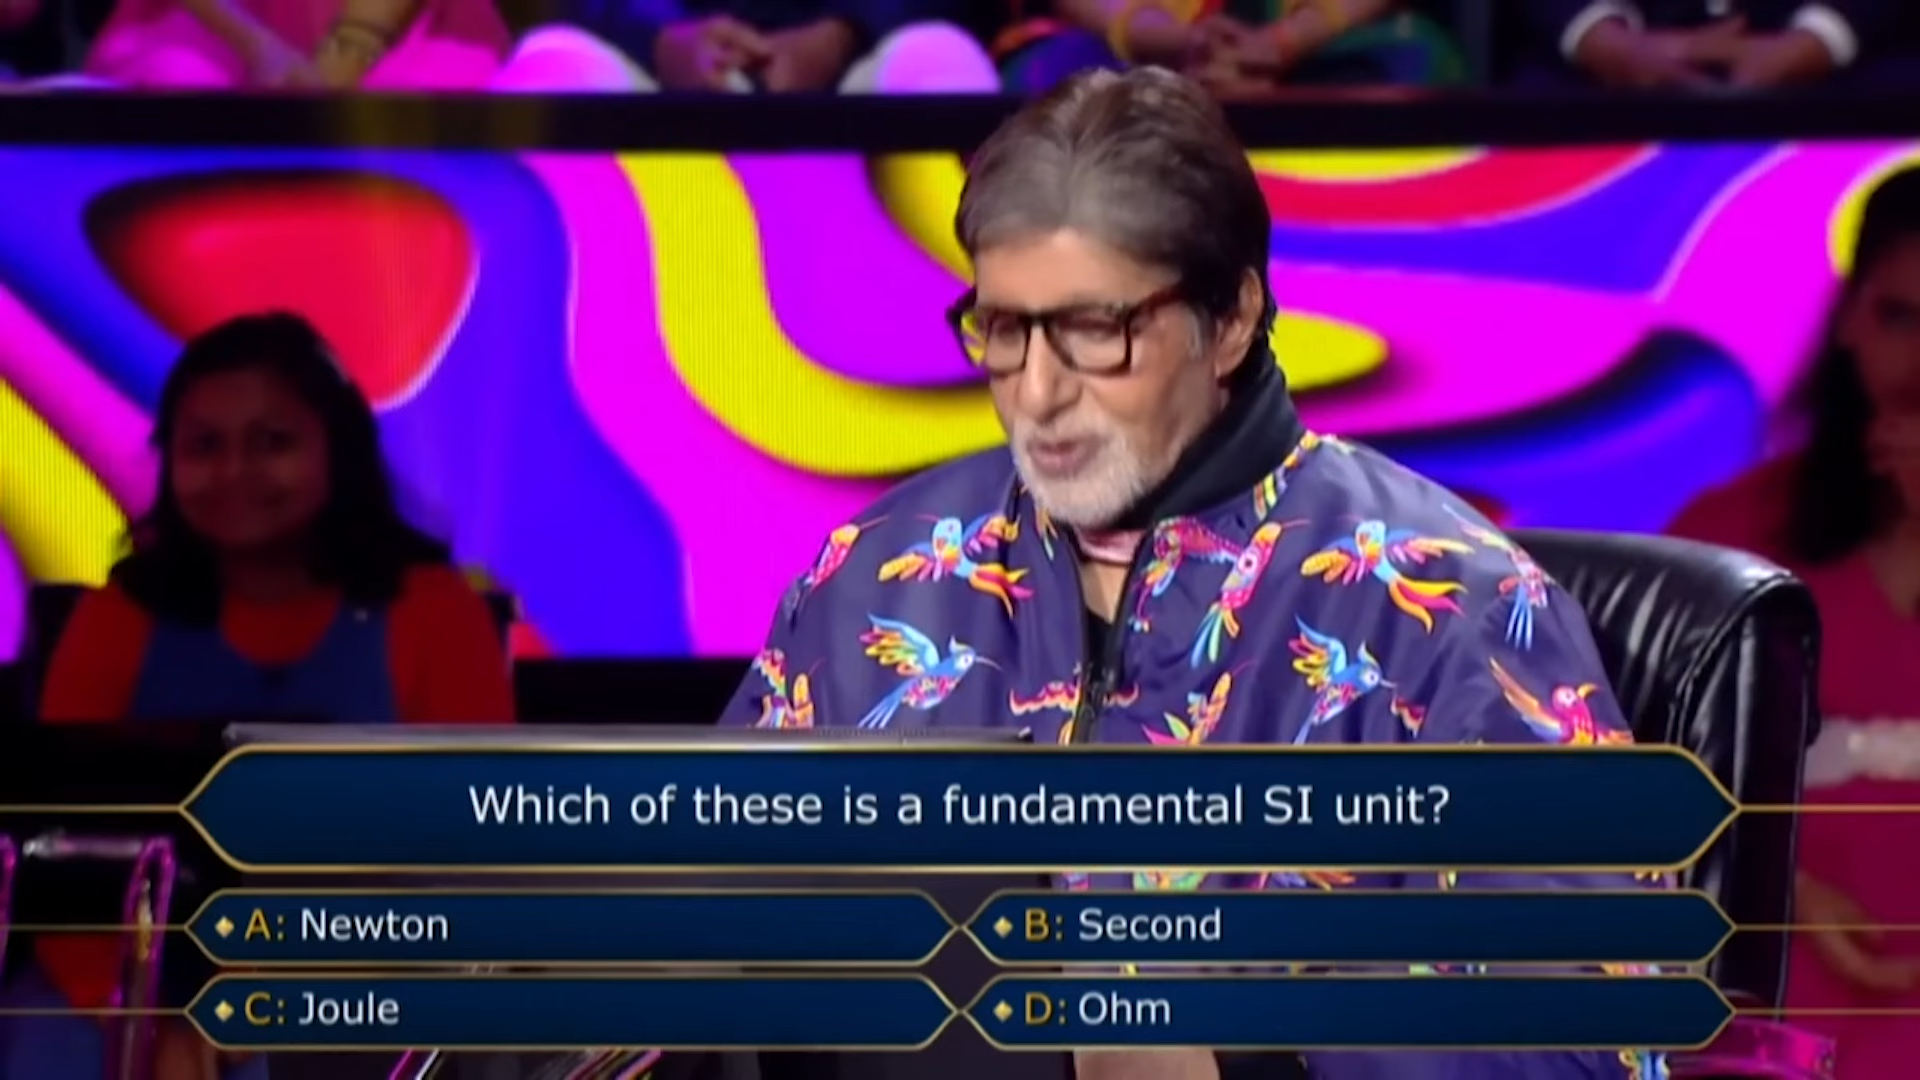 Which of these is a fundamental SI unit?
A: Newton
B: Second
C: Joule
D: Ohm